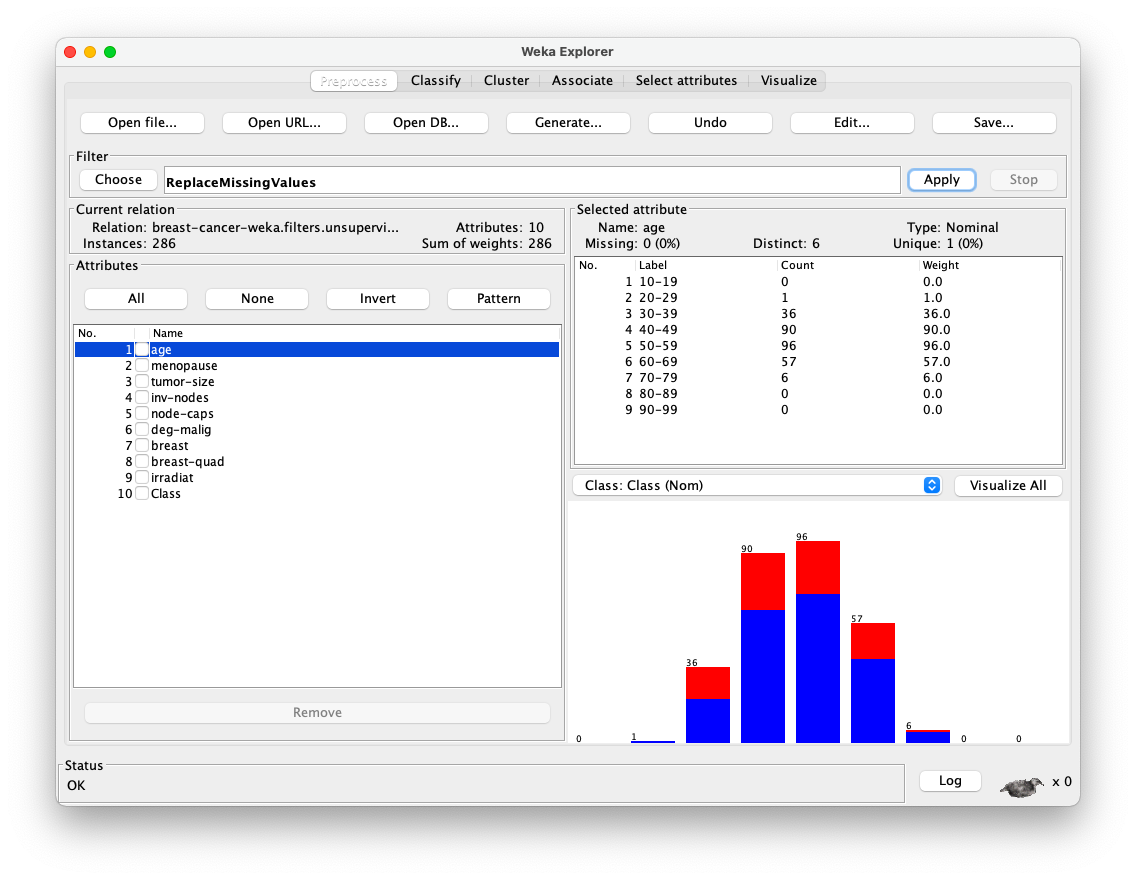 Weka Explorer
Preprocess Classify Cluster Associate Select attributes Visualize
Open file... Open URL... Open DB... Generate... Undo Edit... Save...
Filter
Choose ReplaceMissingValues Apply Stop
Current relation
Relation: breast-cancer-weka.filters.unsupervi... Attributes: 10
Instances: 286 Sum of weights: 286
Attributes
All None Invert Pattern
No. Name
1 age
2 menopause
3 tumor-size
4 inv-nodes
5 node-caps
6 deg-malig
7 breast
8 breast-quad
9 irradiat
10 Class
Remove
Selected attribute
Name: age Type: Nominal
Missing: 0 (0%) Distinct: 6 Unique: 1 (0%)
No. Label Count Weight
1 10-19 0 0.0
2 20-29 1 1.0
3 30-39 36 36.0
4 40-49 90 90.0
5 50-59 96 96.0
6 60-69 57 57.0
7 70-79 6 6.0
8 80-89 0 0.0
9 90-99 0 0.0
Class: Class (Nom) Visualize All
0 1 36 90 96 57 6 0 0
Status
OK
Log x 0